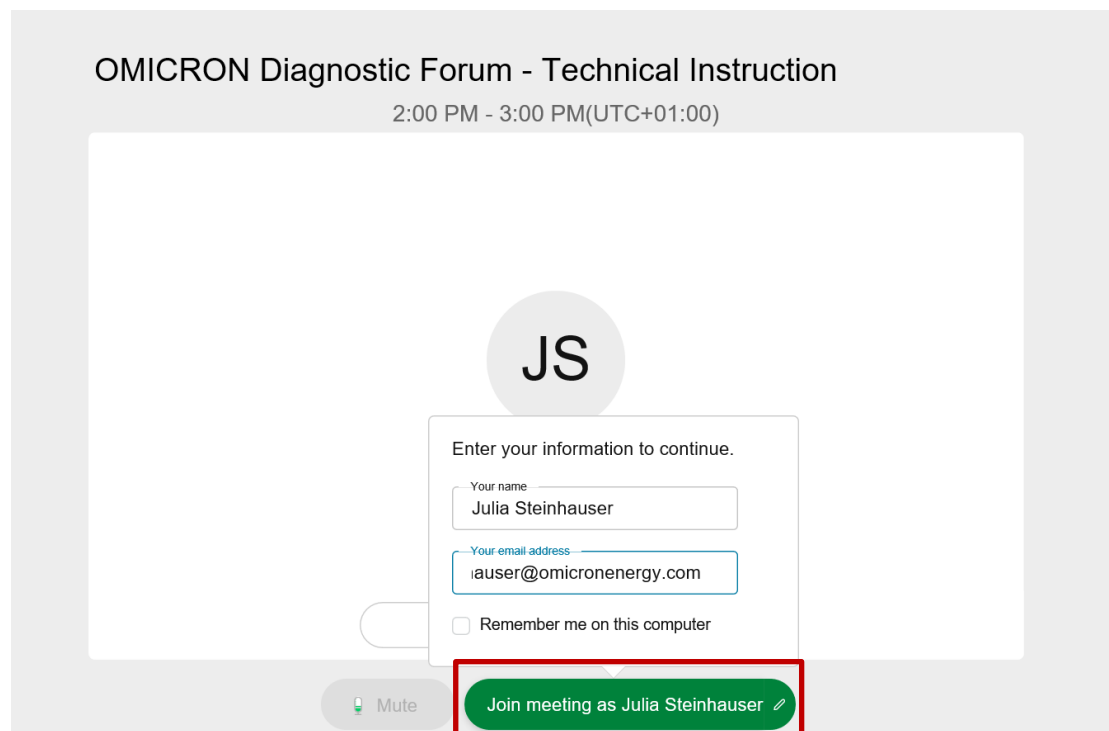 OMICRON Diagnostic Forum - Technical Instruction
2:00 PM - 3:00 PM(UTC+01:00)
JS
Enter your information to continue.
Your name
Julia Steinhauser
Your email address
auser@omicronenergy.com
Remember me on this computer
Mute
Join meeting as Julia Steinhauser